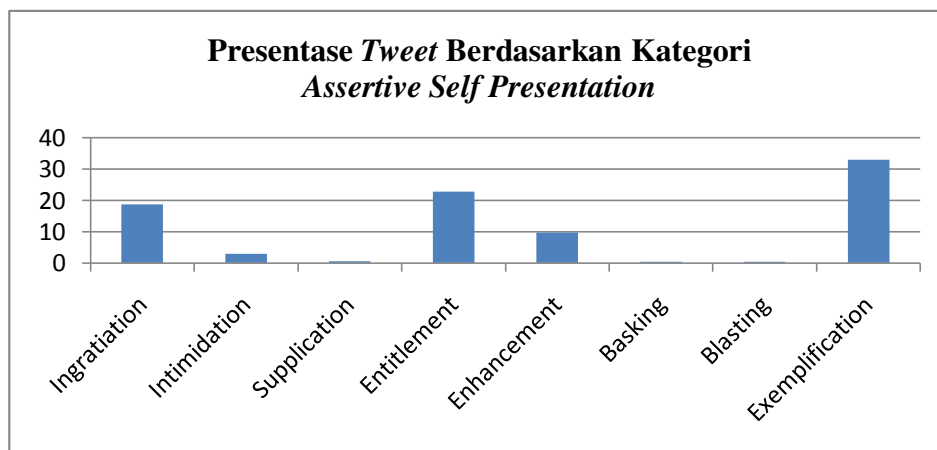 Presentase Tweet Berdasarkan Kategori
Assertive Self Presentation
40
30
20
10
0
Ingratiation
Intimidation
Supplication
Entitlement
Enhancement
Basking
Blasting
Exemplification